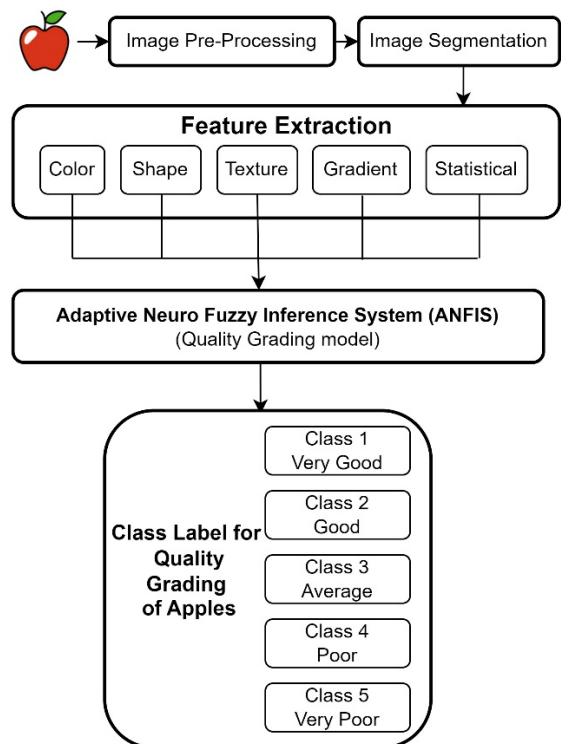 Image Pre-Processing
Image Segmentation
Feature Extraction
Color
Shape
Texture
Gradient
Statistical
Adaptive Neuro Fuzzy Inference System (ANFIS)
(Quality Grading model)
Class Label for
Quality
Grading
of Apples
Class 1
Very Good
Class 2
Good
Class 3
Average
Class 4
Poor
Class 5
Very Poor